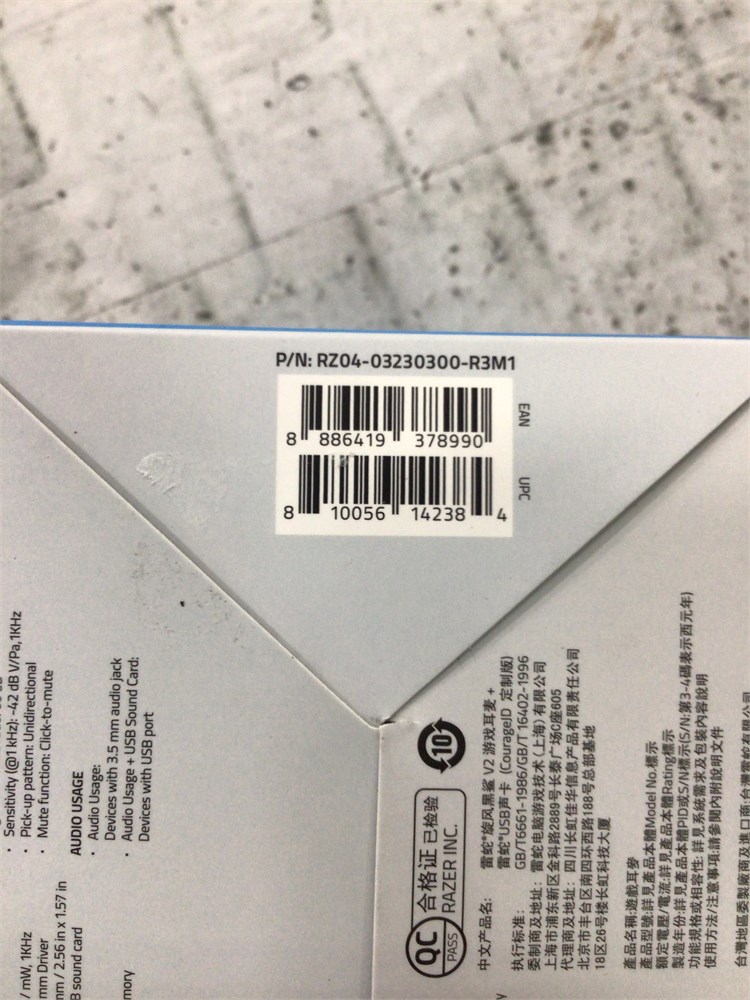 P/N: RZ04-03230300-R3M1
EAN
8 886419 378990
UPC
8 10056 14238 4
Sensitivity (@1 kHz): -42 dB V/Pa,1KHz
• Pick-up pattern: Unidirectional
• Mute function: Click-to-mute
AUDIO USAGE
• Audio Usage:
Devices with 3.5 mm audio jack
• Audio Usage + USB Sound Card:
Devices with USB port
/ mW, 1KHz
mm Driver
nm / 2.56 in x 1.57 in
B sound card
mory
10
QC PASS
合格证 已检验
RAZER INC.
中文产品名: 雷蛇®旋风黑鲨 V2 游戏耳麦 +
雷蛇®USB声卡 (CourageJD 定制版)
执行标准: GB/T6661-1986/GB/T 16402-1996
委制商及地址: 雷蛇电脑游戏技术 (上海) 有限公司
上海市浦东新区金科路2889号长泰广场C座605
代理商及地址: 四川长虹佳华信息产品有限责任公司
北京市丰台区南四环西路188号总部基地
18区26号楼长虹科技大厦
產品名稱:遊戲耳麥
產品型號:詳見產品本體Model No.標示
額定電壓/電流:詳見產品本體Rating標示
製造年份:詳見產品本體PID或S/N標示(S/N:第3-4碼表示西元年)
功能規格或相容性: 詳見系統需求及包裝內容說明
使用方法/注意事項:請參閱內附說明文件
台灣地區委製廠商及進口商:台灣雷蛇有限公司